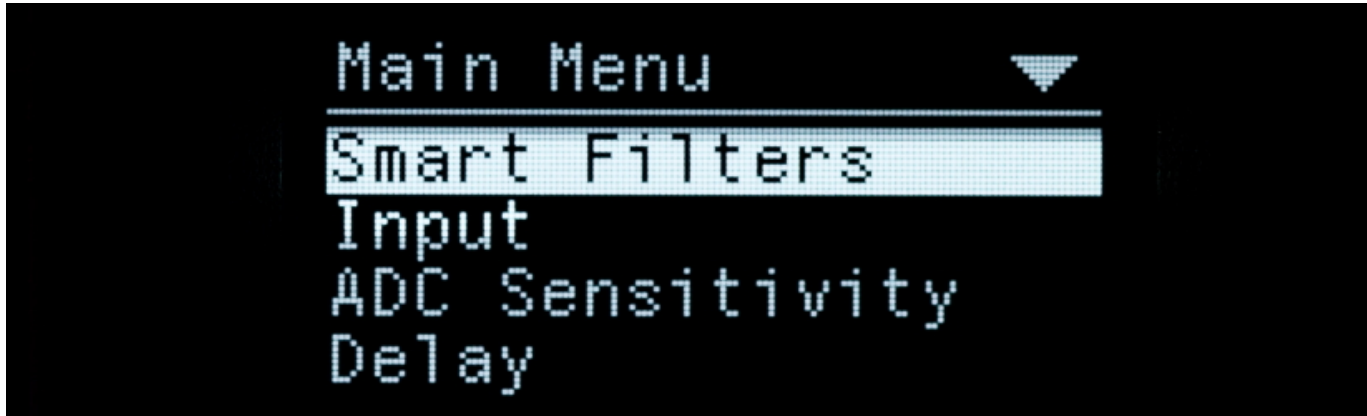 Main Menu
Smart Filters
Input
ADC Sensitivity
Delay